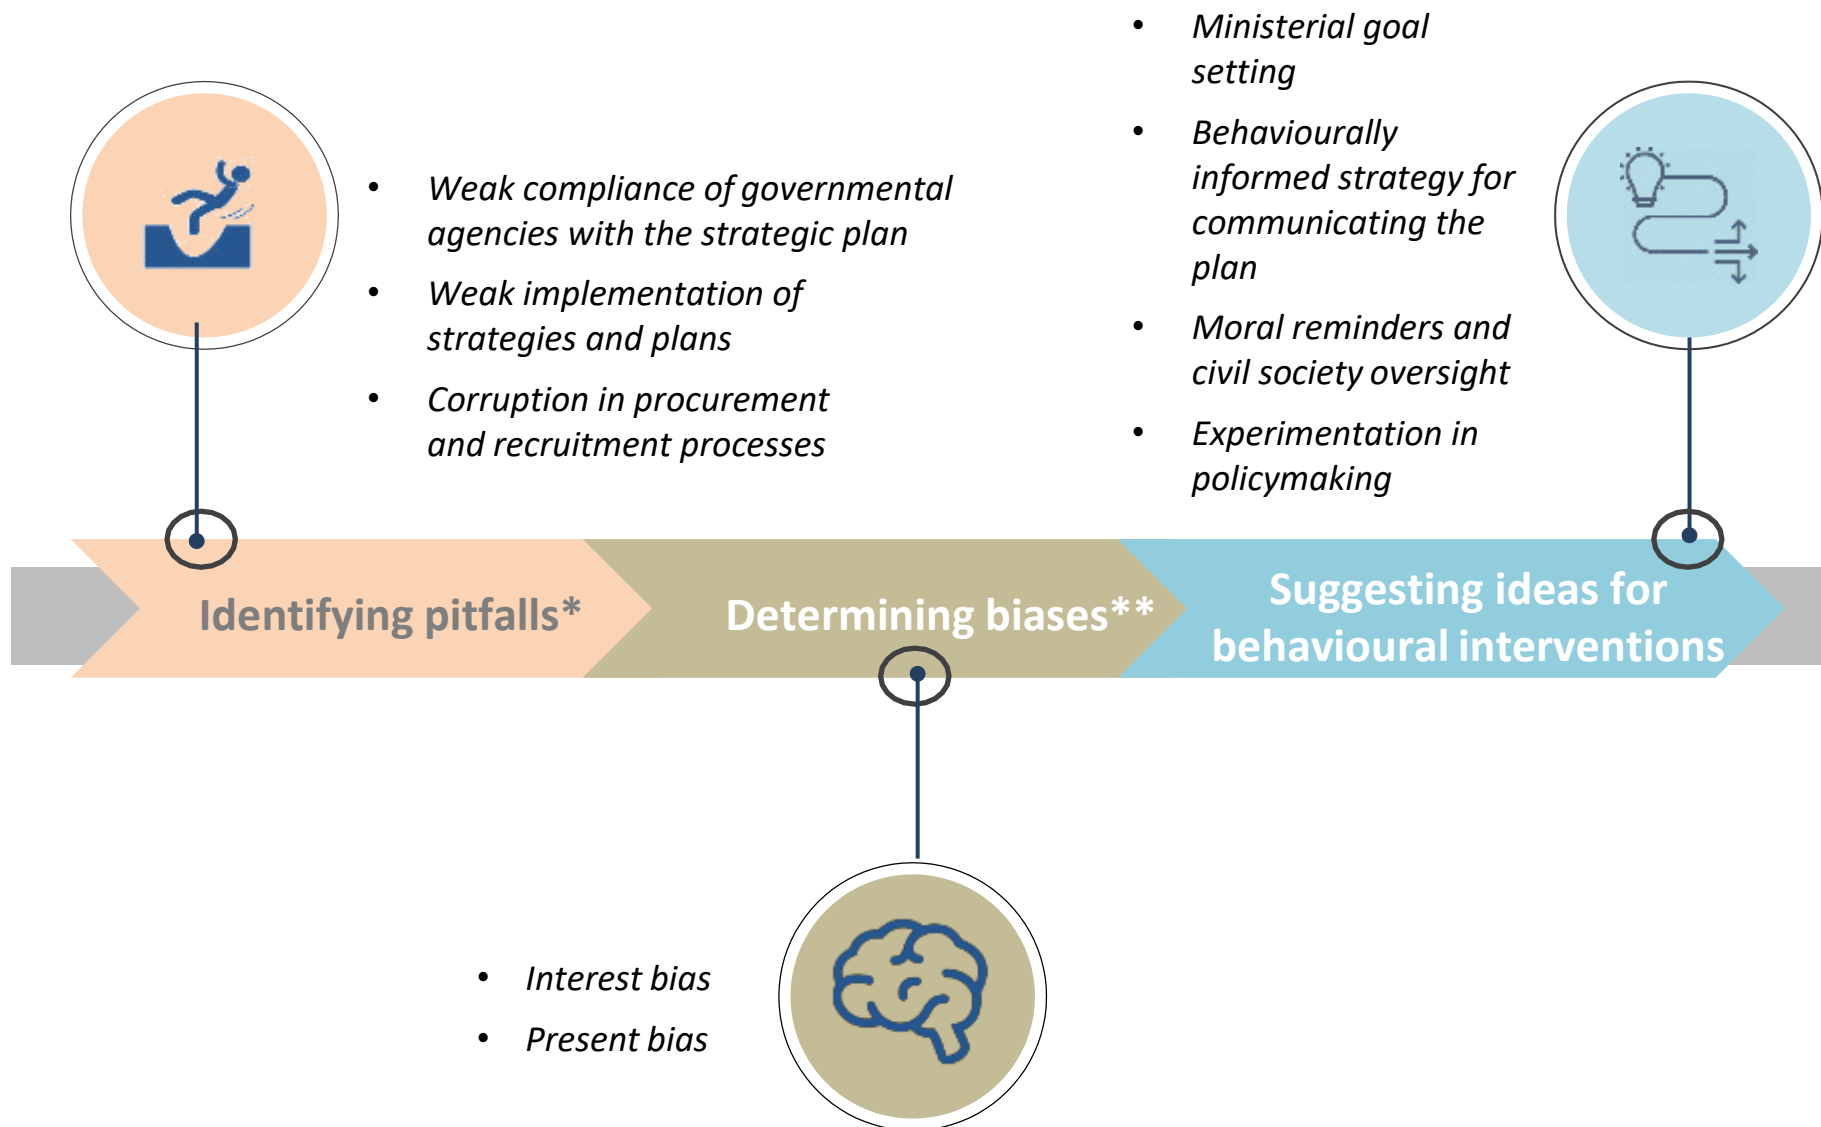 • Weak compliance of governmental
agencies with the strategic plan
• Weak implementation of
strategies and plans
• Corruption in procurement
and recruitment processes
• Ministerial goal
setting
• Behaviourally
informed strategy for
communicating the
plan
• Moral reminders and
civil society oversight
• Experimentation in
policymaking
Identifying pitfalls*
Determining biases**
Suggesting ideas for
behavioural interventions
• Interest bias
• Present bias